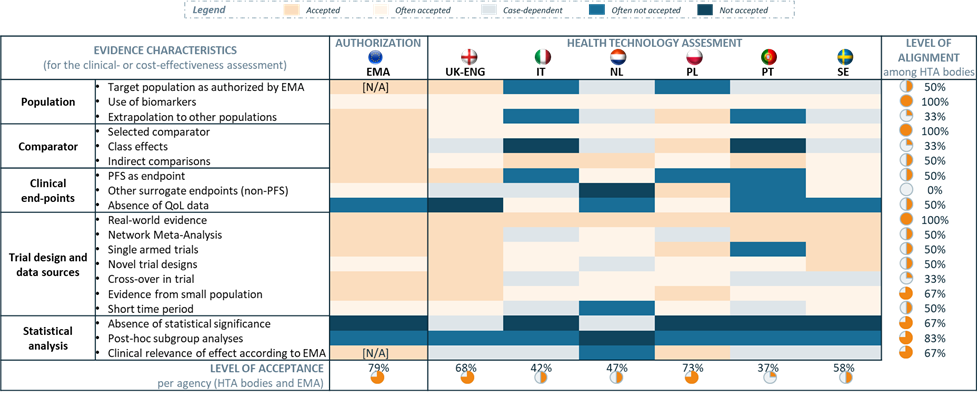 Legend Accepted Often accepted Case-dependent Often not accepted Not accepted
EVIDENCE CHARACTERISTICS
(for the clinical- or cost-effectiveness assessment)
AUTHORIZATION
EMA
HEALTH TECHNOLOGY ASSESMENT
UK-ENG IT NL PL PT SE
LEVEL OF
ALIGNMENT
among HTA bodies
Population
• Target population as authorized by EMA [N/A] 50%
• Use of biomarkers 100%
• Extrapolation to other populations 33%
Comparator
• Selected comparator 100%
• Class effects 33%
• Indirect comparisons 50%
Clinical
end-points
• PFS as endpoint 50%
• Other surrogate endpoints (non-PFS) 0%
• Absence of QoL data 50%
Trial design and
data sources
• Real-world evidence 100%
• Network Meta-Analysis 50%
• Single armed trials 50%
• Novel trial designs 50%
• Cross-over in trial 33%
• Evidence from small population 67%
• Short time period 50%
Statistical
analysis
• Absence of statistical significance 67%
• Post-hoc subgroup analyses 83%
• Clinical relevance of effect according to EMA [N/A] 67%
LEVEL OF ACCEPTANCE
per agency (HTA bodies and EMA)
79% 68% 42% 47% 73% 37% 58%